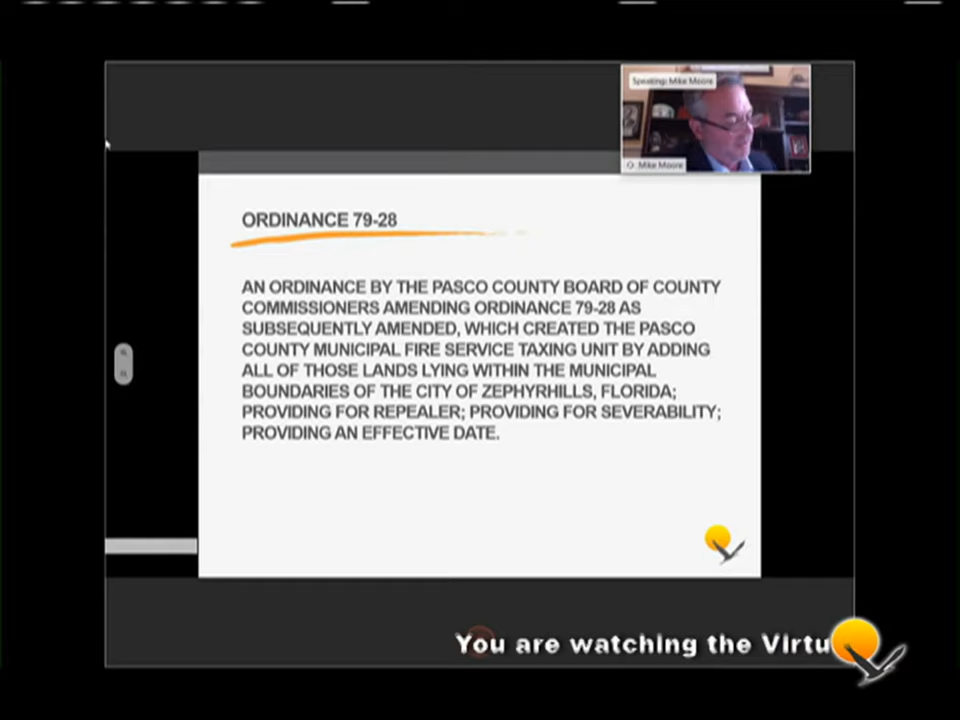 Speaking: Mike Moore
Mike Moore
ORDINANCE 79-28
AN ORDINANCE BY THE PASCO COUNTY BOARD OF COUNTY
COMMISSIONERS AMENDING ORDINANCE 79-28 AS
SUBSEQUENTLY AMENDED, WHICH CREATED THE PASCO
COUNTY MUNICIPAL FIRE SERVICE TAXING UNIT BY ADDING
ALL OF THOSE LANDS LYING WITHIN THE MUNICIPAL
BOUNDARIES OF THE CITY OF ZEPHYRHILLS, FLORIDA;
PROVIDING FOR REPEALER; PROVIDING FOR SEVERABILITY;
PROVIDING AN EFFECTIVE DATE.
You are watching the Virtu